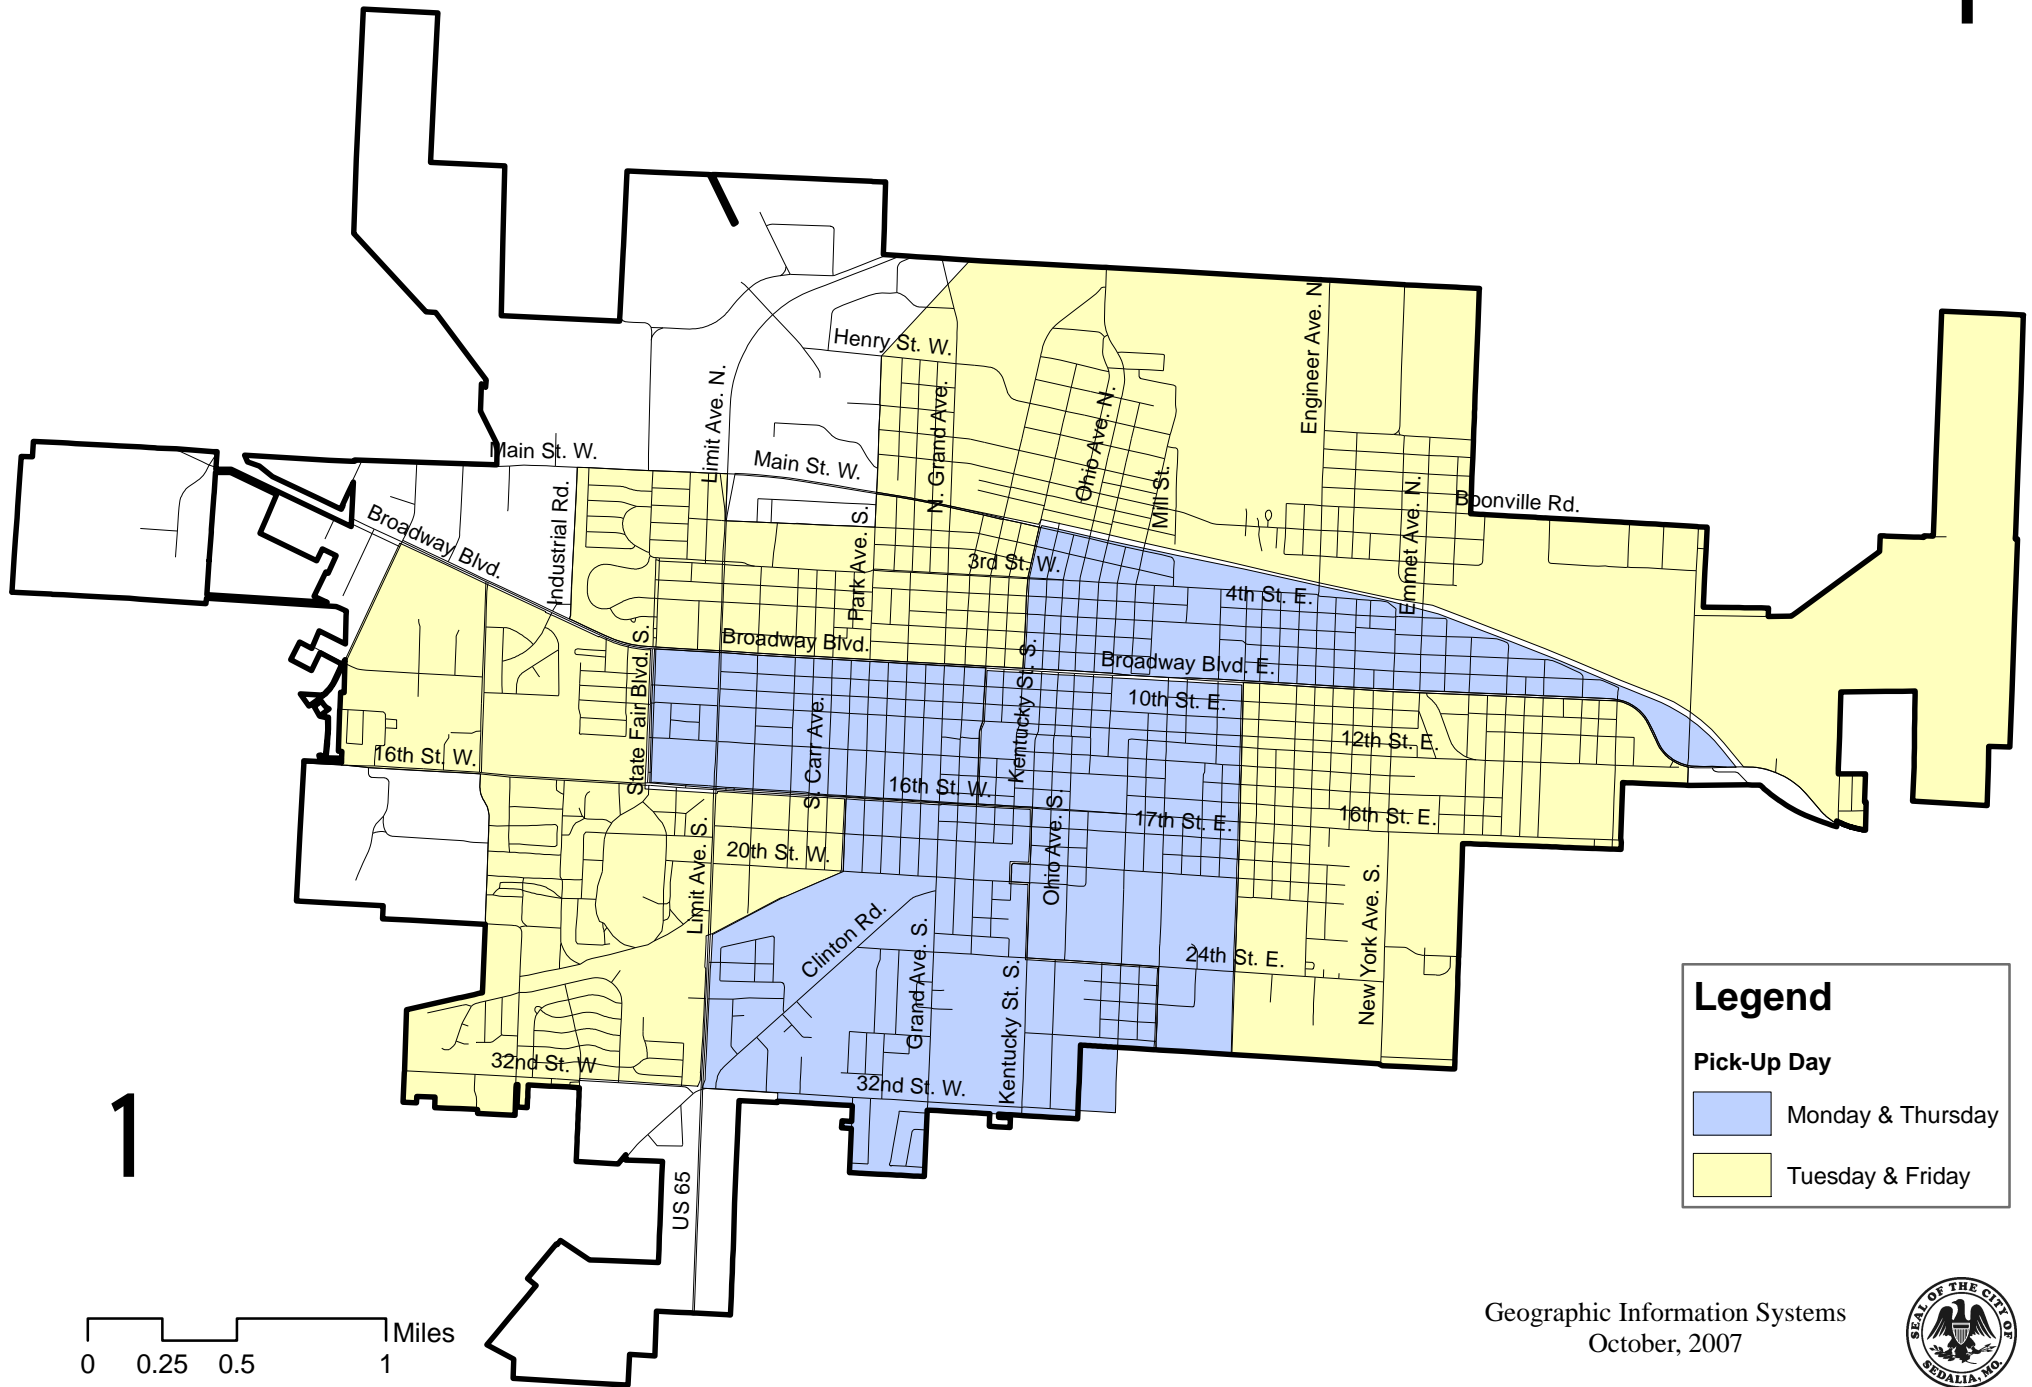 Henry St. W.
Engineer Ave. N.
Limit Ave. N.
N. Grand Ave.
Ohio Ave. N.
Main St. W.
Main St. W.
Mill St.
Boonville Rd.
Broadway Blvd.
Industrial Rd.
Park Ave. S.
3rd St. W.
Emmet Ave. N.
4th St. E.
Broadway Blvd.
Broadway Blvd. E.
State Fair Blvd. S.
S. Carr Ave.
Kentucky St. S.
10th St. E.
12th St. E.
16th St. W.
16th St. W.
17th St. E.
16th St. E.
Limit Ave. S.
20th St. W.
Ohio Ave. S.
New York Ave. S.
Clinton Rd.
Grand Ave. S.
Kentucky St. S.
24th St. E.
32nd St. W
32nd St. W.
US 65
1
Legend
Pick-Up Day
Monday & Thursday
Tuesday & Friday
Miles
0 0.25 0.5 1
Geographic Information Systems
October, 2007
SEAL OF THE CITY OF
SEDALIA, MO.